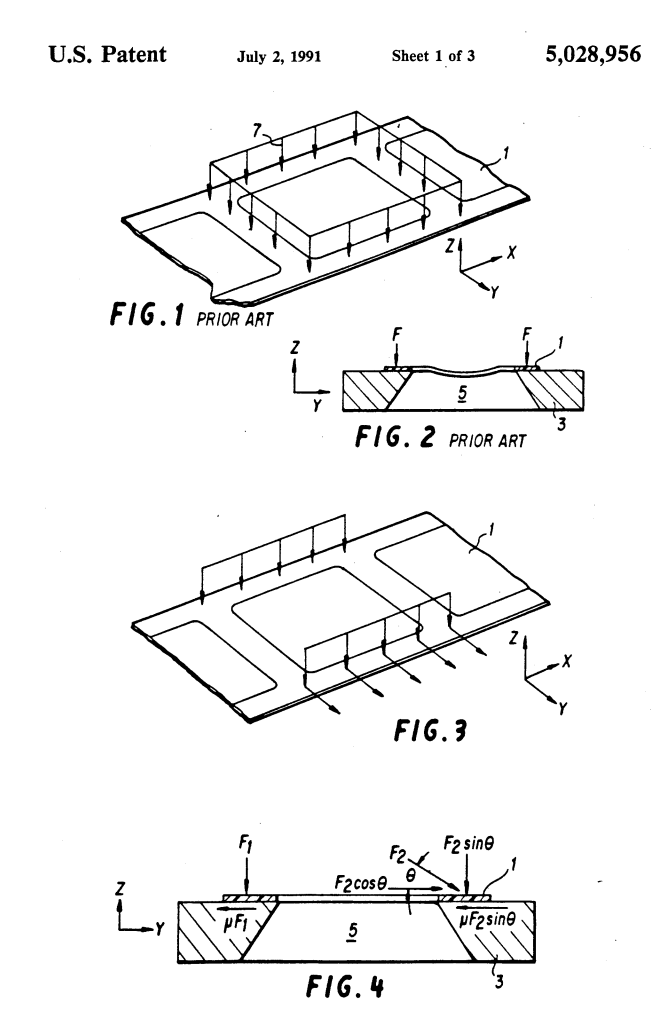 U.S. Patent July 2, 1991 Sheet 1 of 3 5,028,956
7
1
Z
X
Y
FIG.1 PRIOR ART
F F
1
Z
Y
5
3
FIG. 2 PRIOR ART
1
Z
X
Y
FIG.3
F1 F2 F2 sinθ
F2cosθ θ 1
Z
μF1 μF2sinθ
Y
5
3
FIG.4